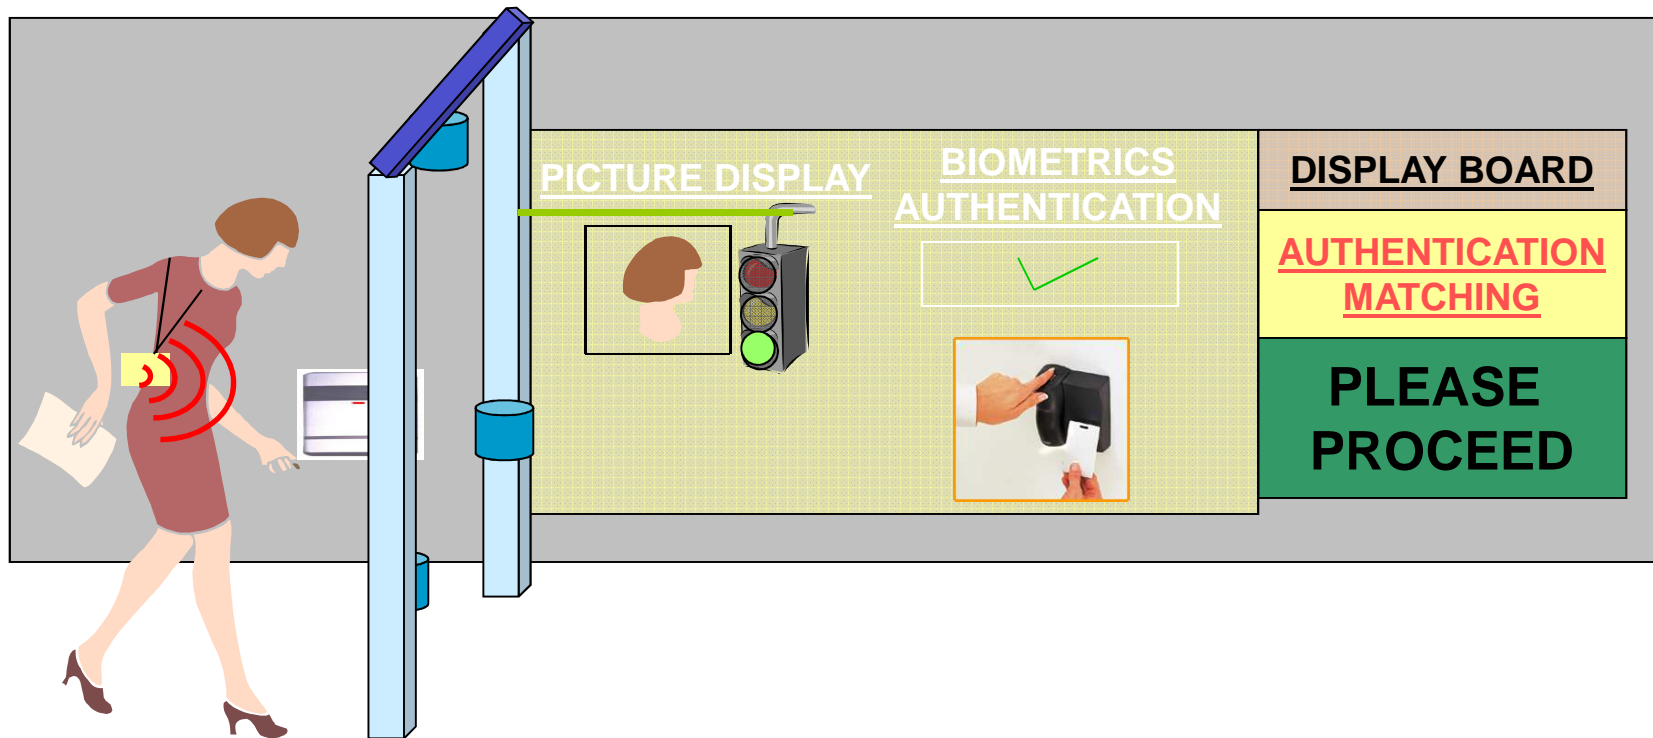 PICTURE DISPLAY
BIOMETRICS
AUTHENTICATION
DISPLAY BOARD
AUTHENTICATION
MATCHING
PLEASE
PROCEED